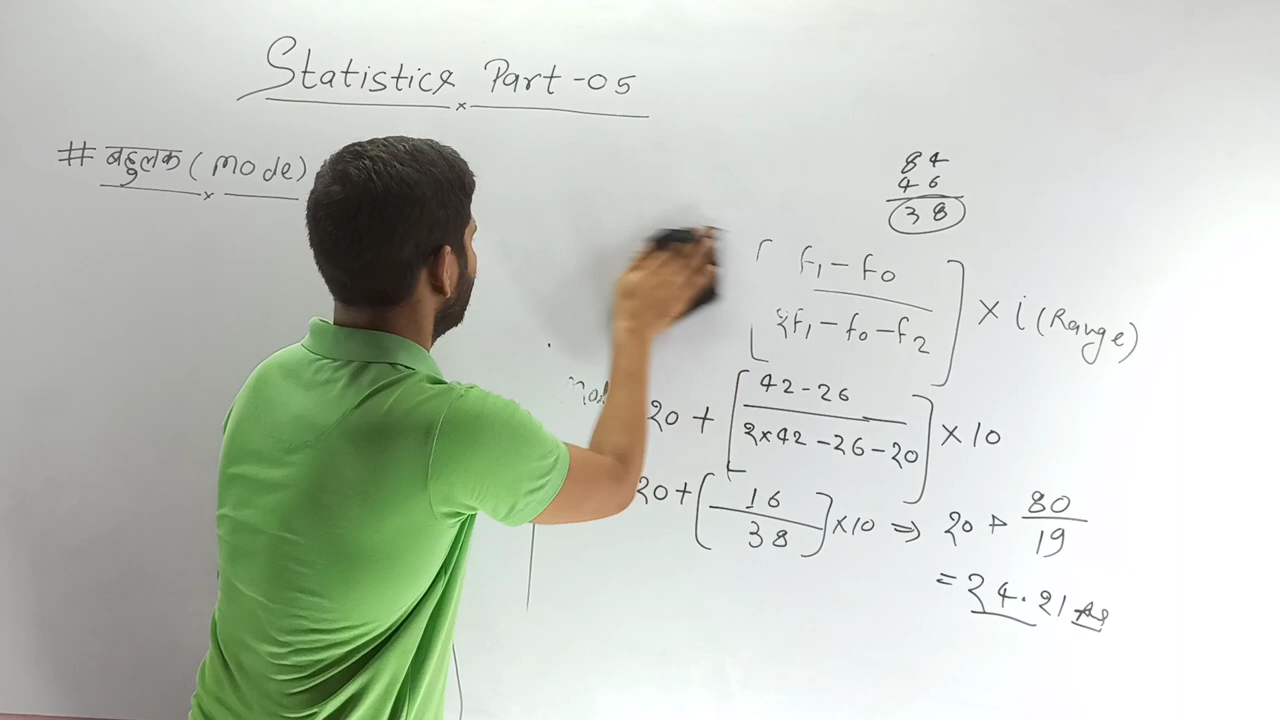 Statistics Part-05
# बहुलक (Mode)
84
46
38
[ f₁ - f₀
2f₁ - f₀ - f₂ ] × i (Range)
20 + [ 42-26
2×42 -26-20 ] × 10
20 + ( 16
38 ) ×10 ⇒ 20 + 80
19
= 24.21 Ans